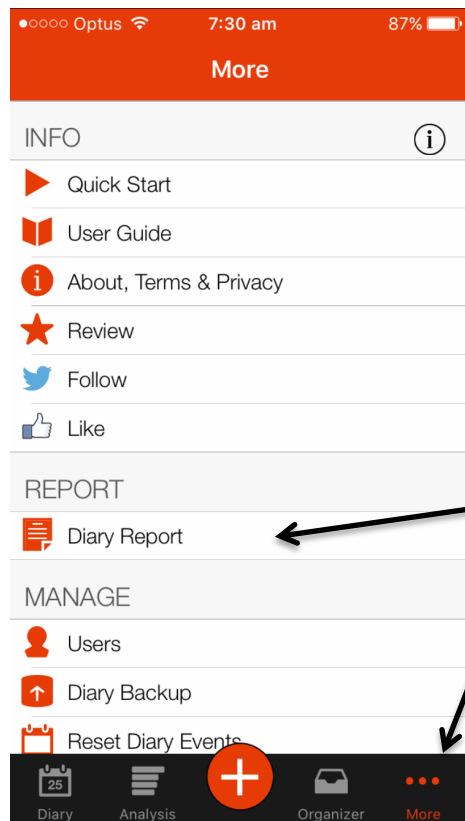 Optus 7:30 am 87%
More
INFO
i
Quick Start
User Guide
i About, Terms & Privacy
Review
Follow
Like
REPORT
Diary Report
MANAGE
Users
Diary Backup
Reset Diary Events
25
Diary Analysis Organizer More